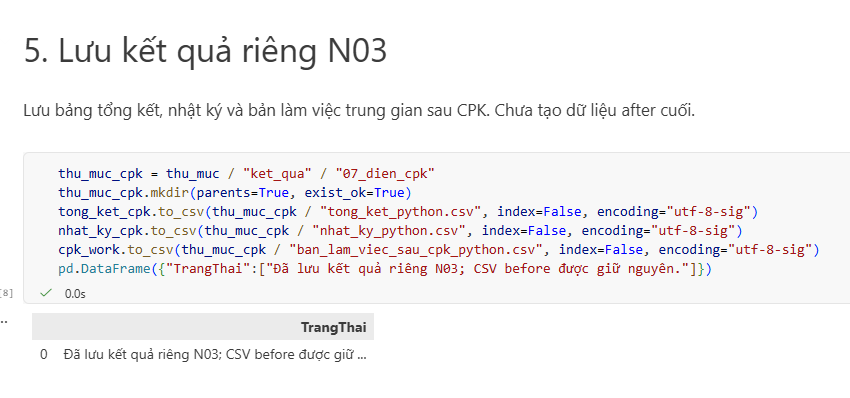 5. Lưu kết quả riêng N03
Lưu bảng tổng kết, nhật ký và bản làm việc trung gian sau CPK. Chưa tạo dữ liệu after cuối.
thu_muc_cpk = thu_muc / "ket_qua" / "07_dien_cpk"
thu_muc_cpk.mkdir(parents=True, exist_ok=True)
tong_ket_cpk.to_csv(thu_muc_cpk / "tong_ket_python.csv", index=False, encoding="utf-8-sig")
nhat_ky_cpk.to_csv(thu_muc_cpk / "nhat_ky_python.csv", index=False, encoding="utf-8-sig")
cpk_work.to_csv(thu_muc_cpk / "ban_lam_viec_sau_cpk_python.csv", index=False, encoding="utf-8-sig")
pd.DataFrame({"TrangThai":["Đã lưu kết quả riêng N03; CSV before được giữ nguyên."]})
[8]
0.0s
...
TrangThai
0 Đã lưu kết quả riêng N03; CSV before được giữ ...